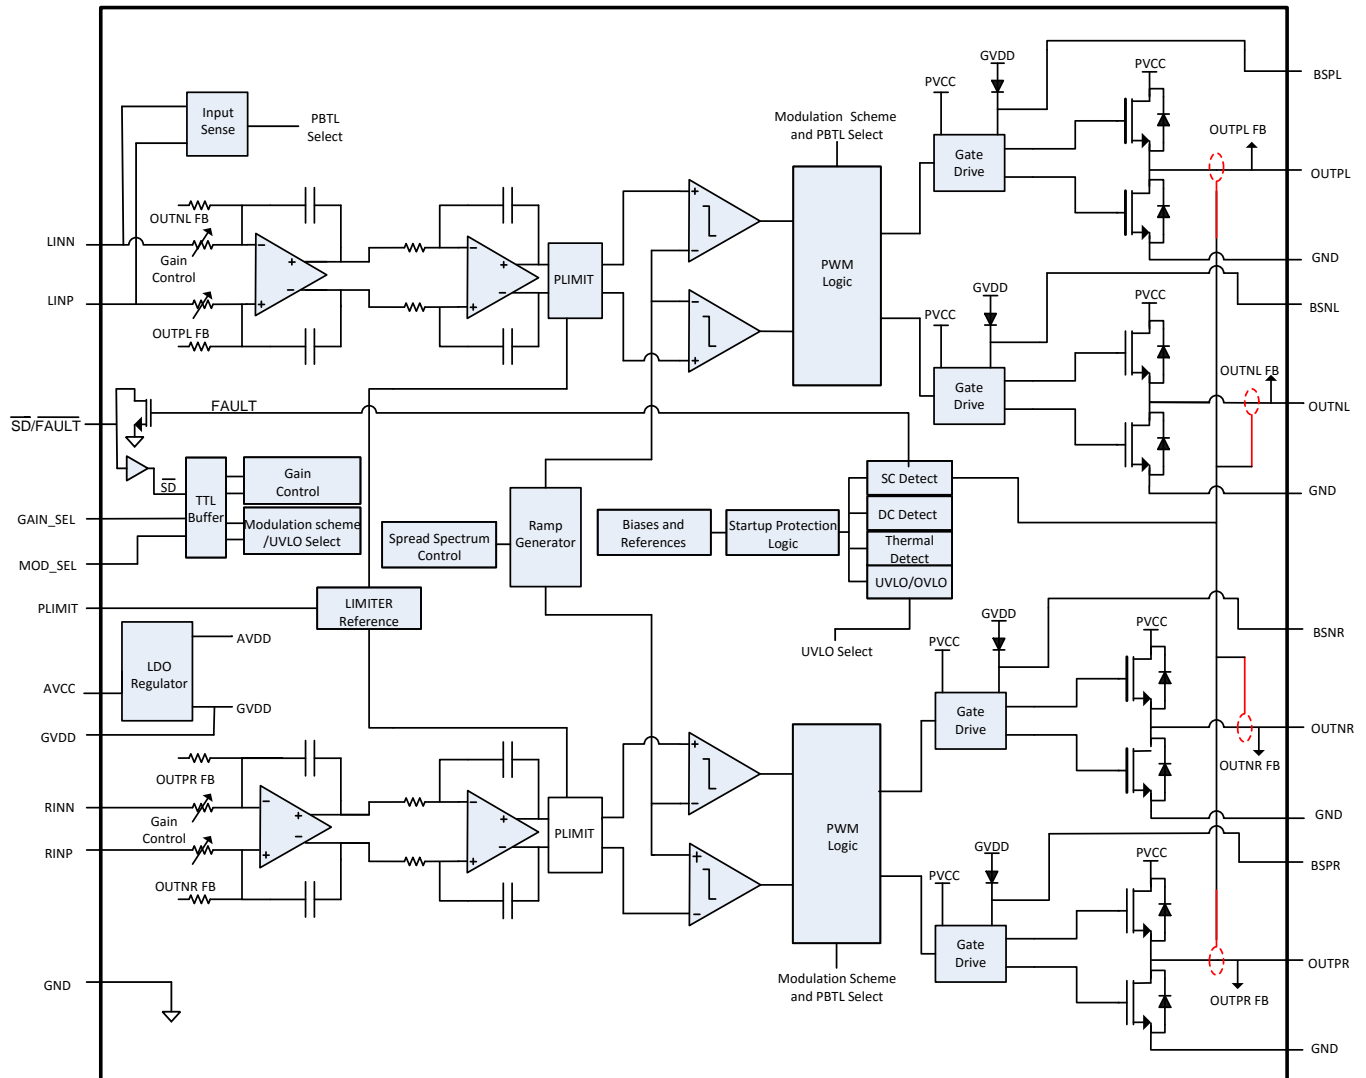 GVDD
PVCC
PVCC
BSPL
Input
Sense
PBTL
Select
Modulation Scheme
and PBTL Select
OUTPL FB
Gate
Drive
OUTPL
OUTNL FB
LINN
Gain
Control
LINP
OUTPL FB
PLIMIT
PWM
Logic
GND
GVDD
PVCC
PVCC
BSNL
Gate
Drive
OUTNL FB
OUTNL
SD/FAULT
FAULT
SD
TTL
Buffer
Gain
Control
Modulation scheme
/UVLO Select
GAIN_SEL
MOD_SEL
Spread Spectrum
Control
Ramp
Generator
Biases and
References
Startup Protection
Logic
SC Detect
DC Detect
Thermal
Detect
UVLO/OVLO
UVLO Select
GND
PLIMIT
LIMITER
Reference
LDO
Regulator
AVDD
GVDD
AVCC
GVDD
GVDD
PVCC
PVCC
BSNR
Gate
Drive
OUTNR
OUTNR FB
OUTPR FB
RINN
Gain
Control
RINP
OUTNR FB
PLIMIT
PWM
Logic
GND
GVDD
PVCC
PVCC
BSPR
Gate
Drive
OUTPR
OUTPR FB
Modulation Scheme
and PBTL Select
GND
GND